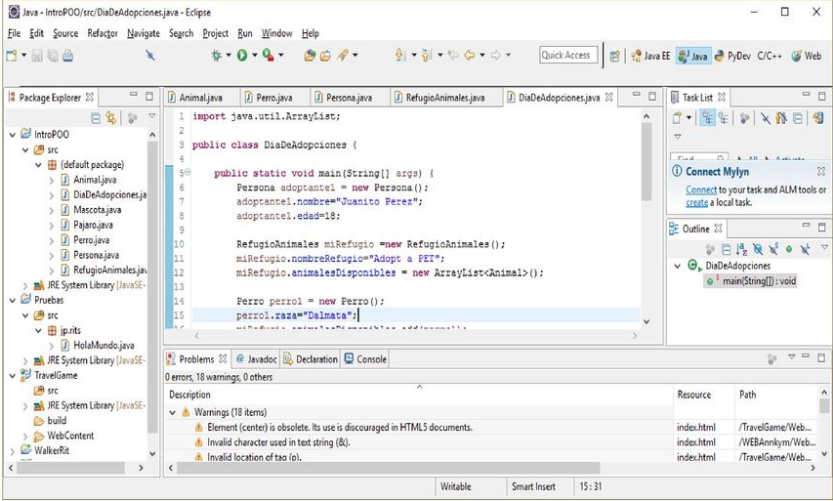 Java - IntroPOO/src/DiaDeAdopciones.java - Eclipse
File Edit Source Refactor Navigate Search Project Run Window Help
Quick Access Java EE Java PyDev C/C++ Web
Package Explorer
IntroPOO
src
(default package)
Animal.java
DiaDeAdopciones.ja
Mascota.java
Pajaro.java
Perro.java
Persona.java
RefugioAnimales.jav
JRE System Library [JavaSE-
Pruebas
src
jp.rits
HolaMundo.java
JRE System Library [JavaSE-
TravelGame
src
JRE System Library [JavaSE-
build
WebContent
WalkerRit
Animal.java Perro.java Persona.java RefugioAnimales.java DiaDeAdopciones.java
1 import java.util.ArrayList;
2
3 public class DiaDeAdopciones {
4
5 public static void main(String[] args) {
6 Persona adoptante1 = new Persona();
7 adoptante1.nombre="Juanito Perez";
8 adoptante1.edad=18;
9
10 RefugioAnimales miRefugio =new RefugioAnimales();
11 miRefugio.nombreRefugio="Adopt a PET";
12 miRefugio.animalesDisponibles = new ArrayList<Animal>();
13
14 Perro perro1 = new Perro();
15 perro1.raza="Dalmata";
Task List
Find All Activate
Connect Mylyn
Connect to your task and ALM tools or
create a local task.
Outline
DiaDeAdopciones
main(String[]) : void
Problems Javadoc Declaration Console
0 errors, 18 warnings, 0 others
Description Resource Path
Warnings (18 items)
Element (center) is obsolete. Its use is discouraged in HTML5 documents. index.html /TravelGame/Web...
Invalid character used in text string (&). index.html /WEBAnnkym/Web...
Invalid location of tag (p). index.html /TravelGame/Web...
Writable Smart Insert 15 : 31